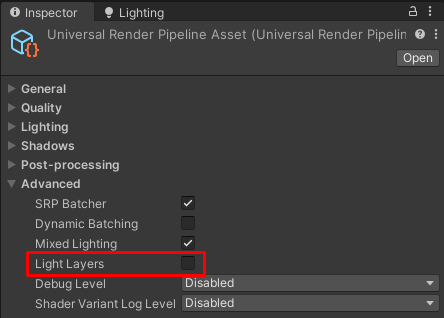 Inspector
Lighting
Universal Render Pipeline Asset (Universal Render Pipelin
Open
General
Quality
Lighting
Shadows
Post-processing
Advanced
SRP Batcher
Dynamic Batching
Mixed Lighting
Light Layers
Debug Level Disabled
Shader Variant Log Level Disabled